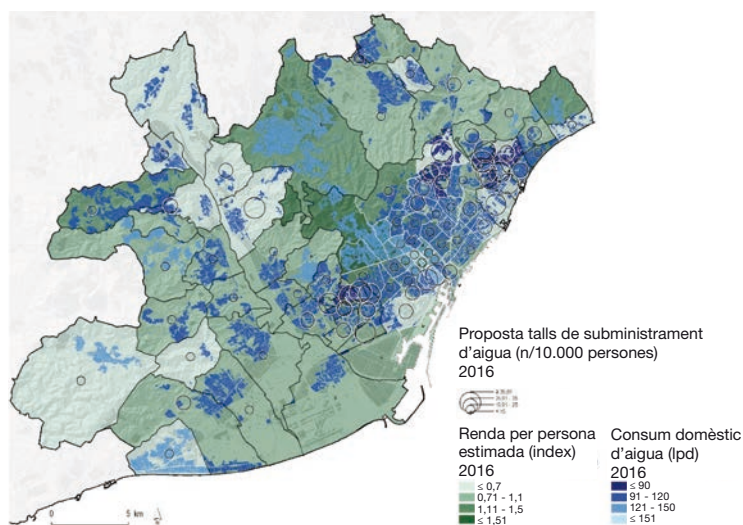 Proposta talls de subministrament
d'aigua (n/10.000 persones)
2016
Renda per persona
estimada (index)
2016
≤ 0,7
0,71 - 1,1
1,11 - 1,5
≤ 1,51
Consum domèstic
d'aigua (lpd)
2016
≤ 90
91 - 120
121 - 150
≤ 151
0 5 km